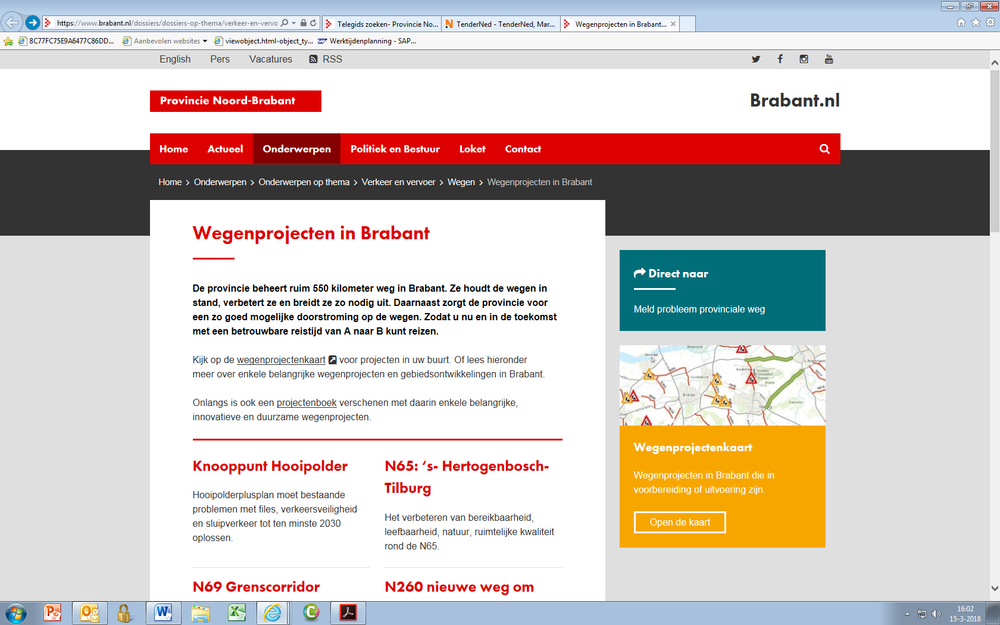 https://www.brabant.nl/dossiers/dossiers-op-thema/verkeer-en-vervo
Telegids zoeken- Provincie No...
TenderNed - TenderNed, Mar...
Wegenprojecten in Brabant...
8C77FC75E9A6477C86DD...
Aanbevolen websites
viewobject.html-object_ty...
Werktijdenplanning - SAP...
English Pers Vacatures RSS
Provincie Noord-Brabant
Brabant.nl
Home Actueel Onderwerpen Politiek en Bestuur Loket Contact
Home > Onderwerpen > Onderwerpen op thema > Verkeer en vervoer > Wegen > Wegenprojecten in Brabant
Wegenprojecten in Brabant
De provincie beheert ruim 550 kilometer weg in Brabant. Ze houdt de wegen in
stand, verbetert ze en breidt ze zo nodig uit. Daarnaast zorgt de provincie voor
een zo goed mogelijke doorstroming op de wegen. Zodat u nu en in de toekomst
met een betrouwbare reistijd van A naar B kunt reizen.
Kijk op de wegenprojectenkaart voor projecten in uw buurt. Of lees hieronder
meer over enkele belangrijke wegenprojecten en gebiedsontwikkelingen in Brabant.
Onlangs is ook een projectenboek verschenen met daarin enkele belangrijke,
innovatieve en duurzame wegenprojecten.
Knooppunt Hooipolder
Hooipolderplusplan moet bestaande
problemen met files, verkeersveiligheid
en sluipverkeer tot ten minste 2030
oplossen.
N65: ‘s- Hertogenbosch-
Tilburg
Het verbeteren van bereikbaarheid,
leefbaarheid, natuur, ruimtelijke kwaliteit
rond de N65.
N69 Grenscorridor
N260 nieuwe weg om
Direct naar
Meld probleem provinciale weg
Oosterhout
Breda
Wegenprojectenkaart
Wegenprojecten in Brabant die in
voorbereiding of uitvoering zijn.
Open de kaart
16:02
15-3-2018